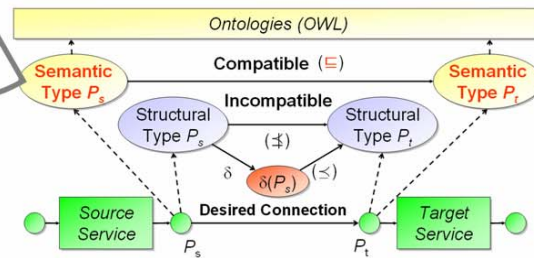 Ontologies (OWL)
Semantic
Type Ps
Compatible (⊑)
Semantic
Type Pt
Incompatible
Structural
Type Ps
(⋠)
Structural
Type Pt
δ
δ(Ps)
(≼)
Source
Service
Desired Connection
Target
Service
Ps
Pt